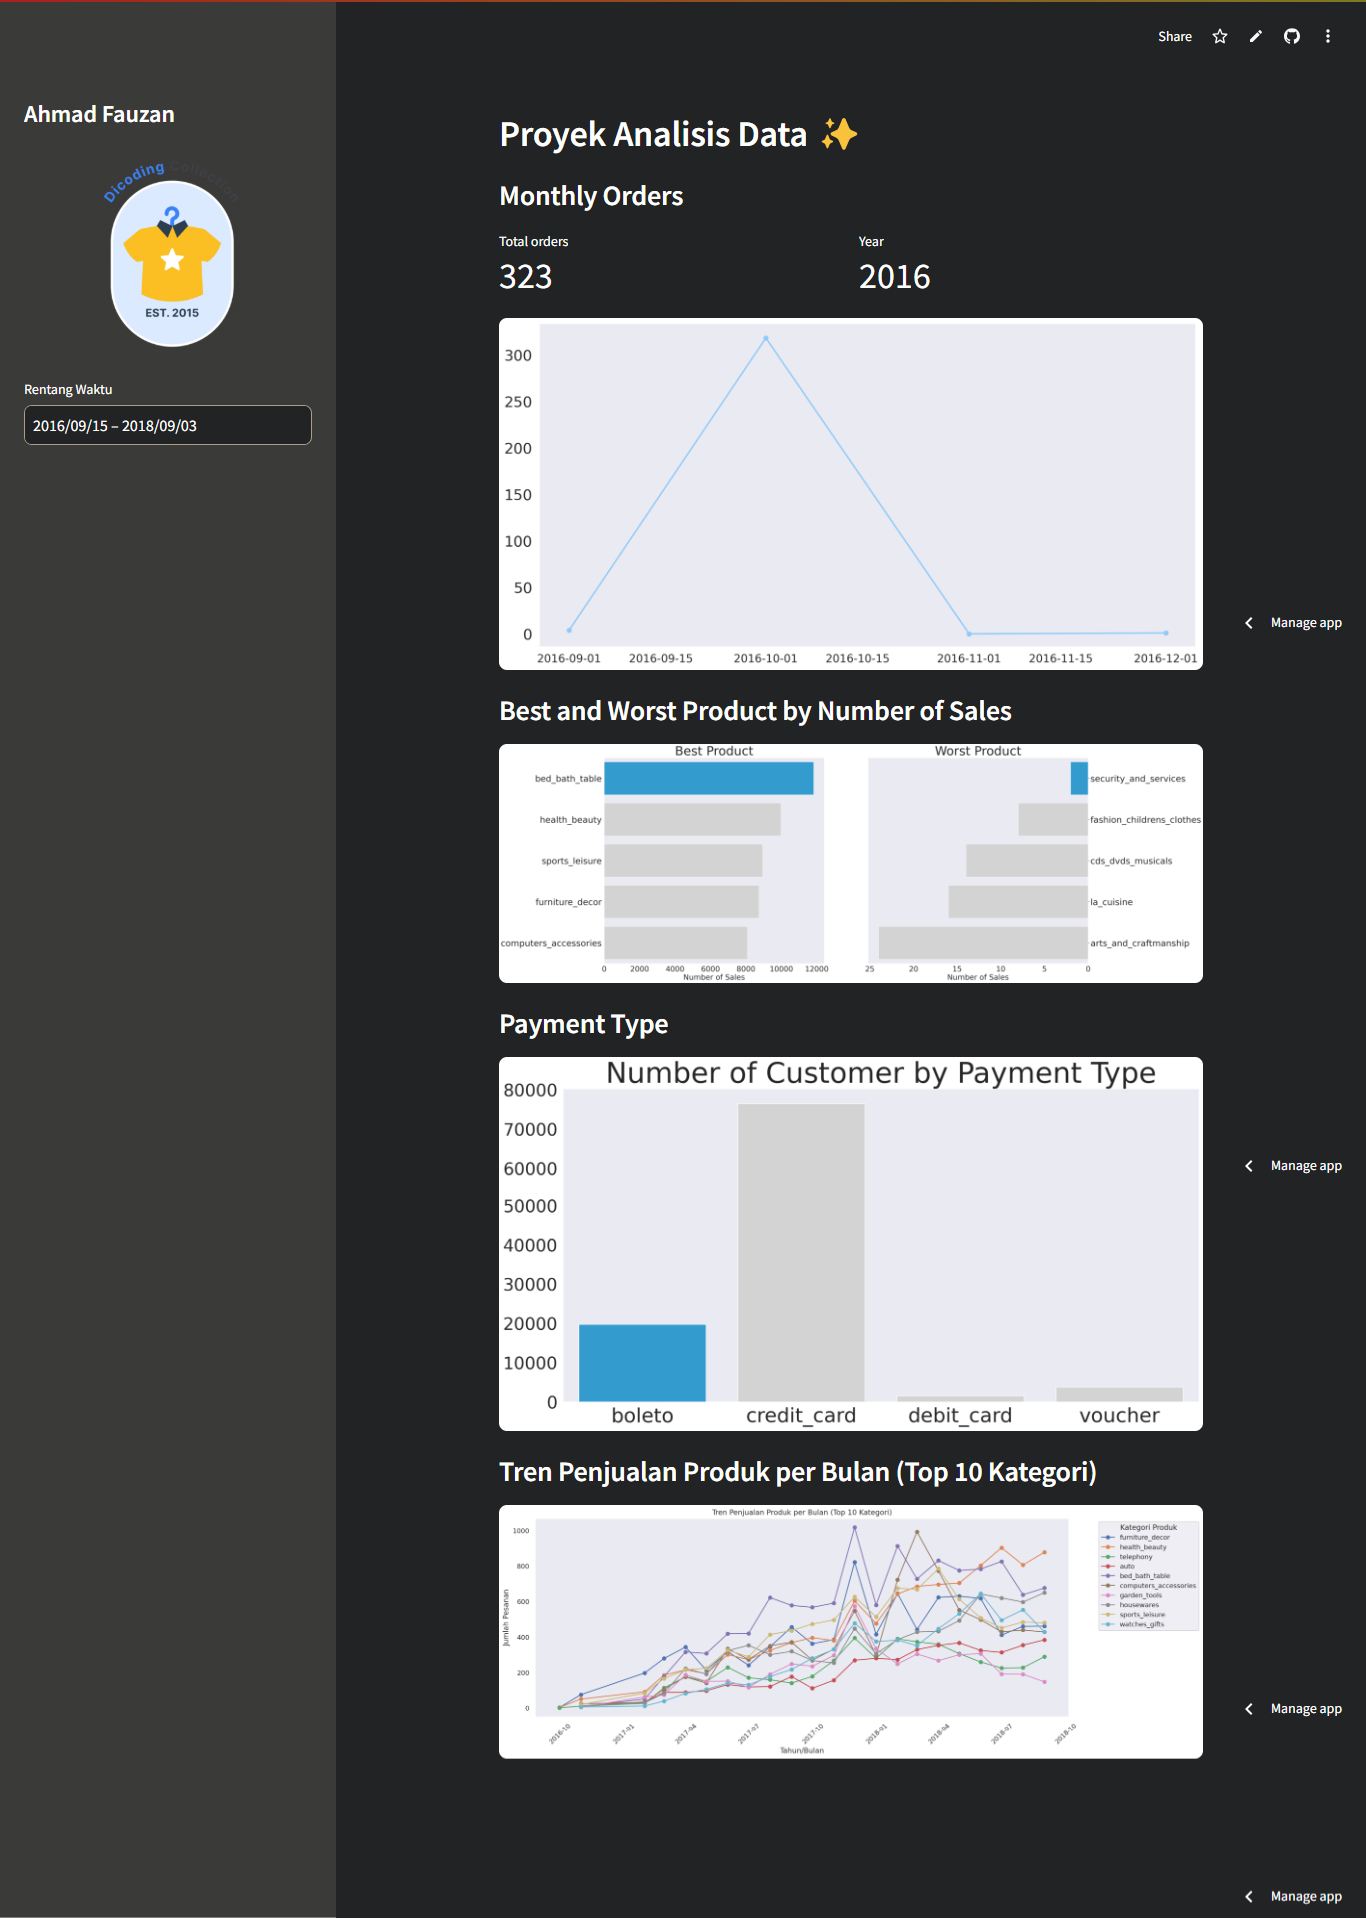 Share
Ahmad Fauzan
Dicoding Collection
EST. 2015
Rentang Waktu
2016/09/15 – 2018/09/03
Proyek Analisis Data ✨
Monthly Orders
Total orders
Year
323
2016
300
250
200
150
100
50
0
2016-09-01 2016-09-15 2016-10-01 2016-10-15 2016-11-01 2016-11-15 2016-12-01
Manage app
Best and Worst Product by Number of Sales
Best Product
bed_bath_table
health_beauty
sports_leisure
furniture_decor
computers_accessories
0 2000 4000 6000 8000 10000 12000
Number of Sales
Worst Product
security_and_services
fashion_childrens_clothes
cds_dvds_musicals
la_cuisine
arts_and_craftmanship
25 20 15 10 5 0
Number of Sales
Payment Type
Number of Customer by Payment Type
80000
70000
60000
50000
40000
30000
20000
10000
0
boleto credit_card debit_card voucher
Manage app
Tren Penjualan Produk per Bulan (Top 10 Kategori)
Tren Penjualan Produk per Bulan (Top 10 Kategori)
Jumlah Pesanan
1000
800
600
400
200
0
2016-10 2017-01 2017-04 2017-07 2017-10 2018-01 2018-04 2018-07 2018-10
Tahun/Bulan
Kategori Produk
furniture_decor
health_beauty
telephony
auto
bed_bath_table
computers_accessories
garden_tools
housewares
sports_leisure
watches_gifts
Manage app
Manage app